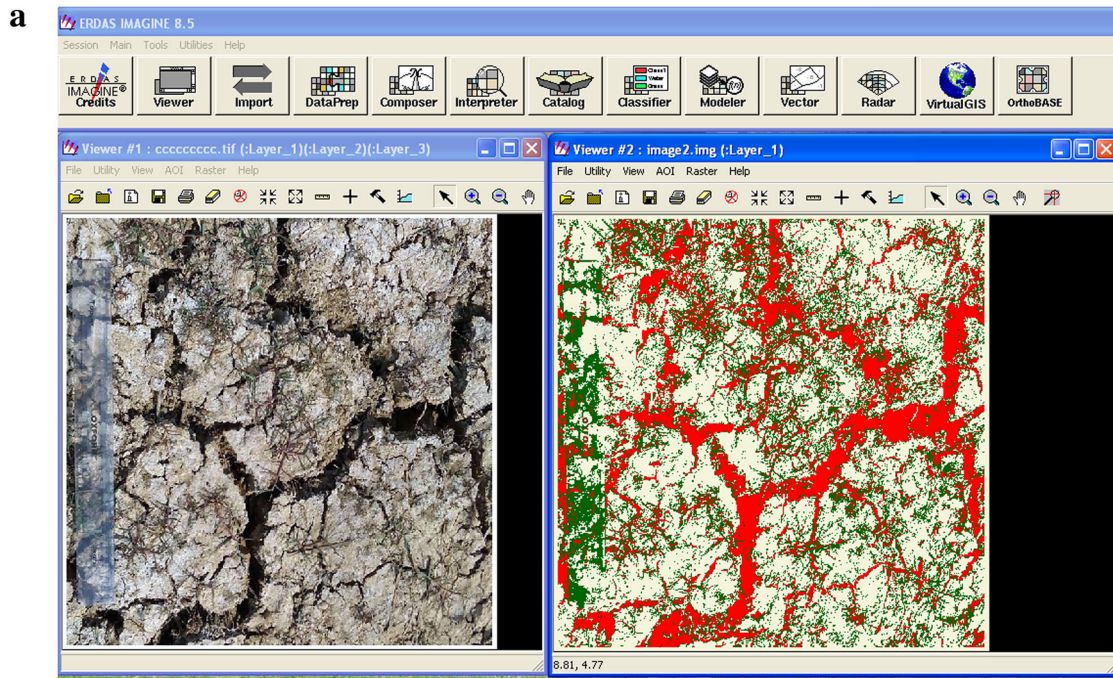 a
ERDAS IMAGINE 8.5
Session Main Tools Utilities Help
ERDAS
IMAGINE®
Credits Viewer Import DataPrep Composer Interpreter Catalog Classifier Modeler Vector Radar VirtualGIS OrthoBASE
Viewer #1 : ccccccccc.tif (:Layer_1)(:Layer_2)(:Layer_3)
File Utility View AOI Raster Help
Viewer #2 : image2.img (:Layer_1)
File Utility View AOI Raster Help
8.81, 4.77